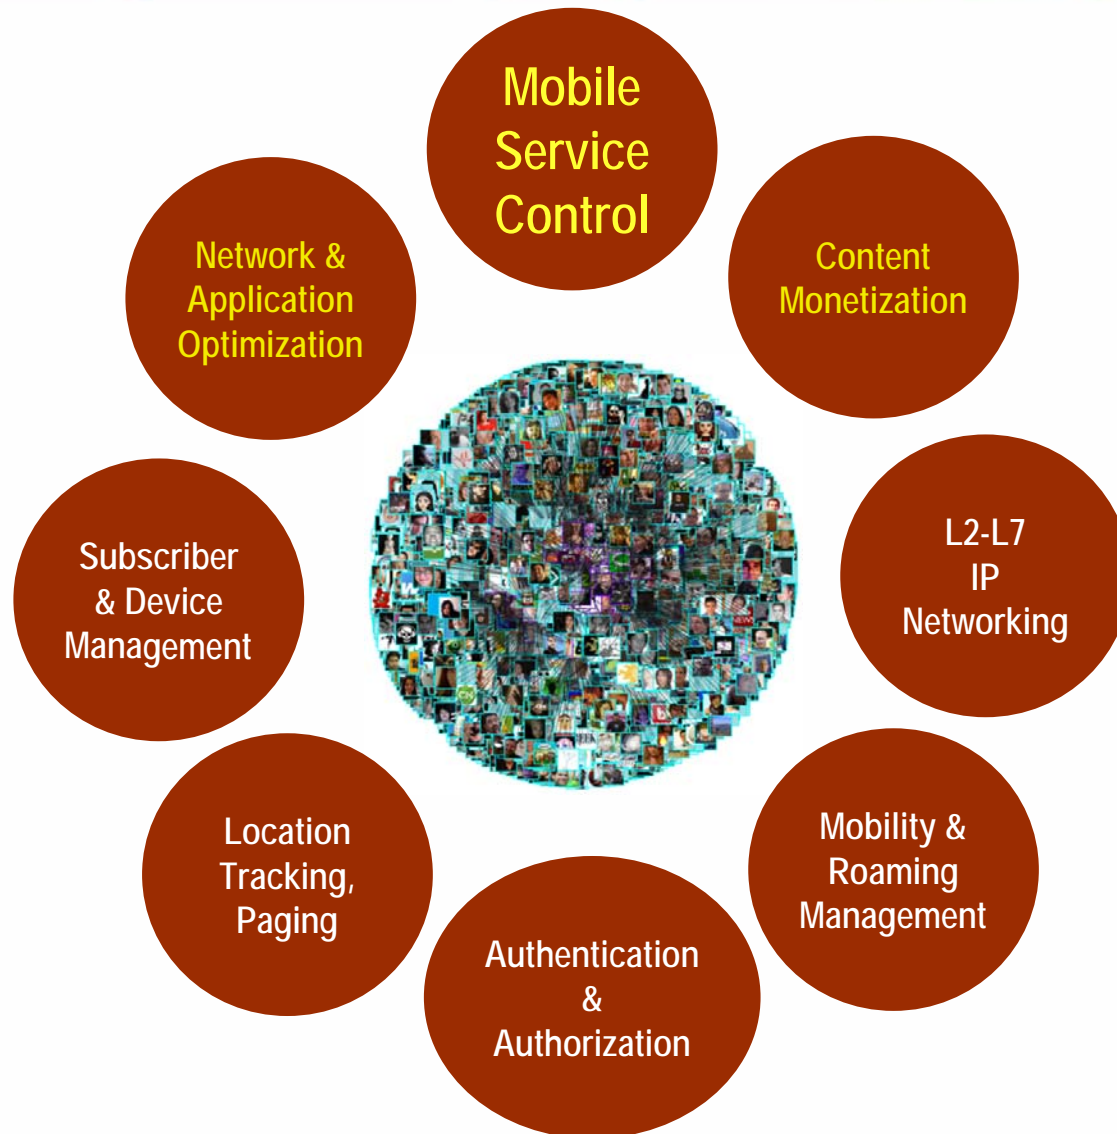 Mobile
Service
Control
Network &
Application
Optimization
Content
Monetization
Subscriber
& Device
Management
L2-L7
IP
Networking
Location
Tracking,
Paging
Mobility &
Roaming
Management
Authentication
&
Authorization